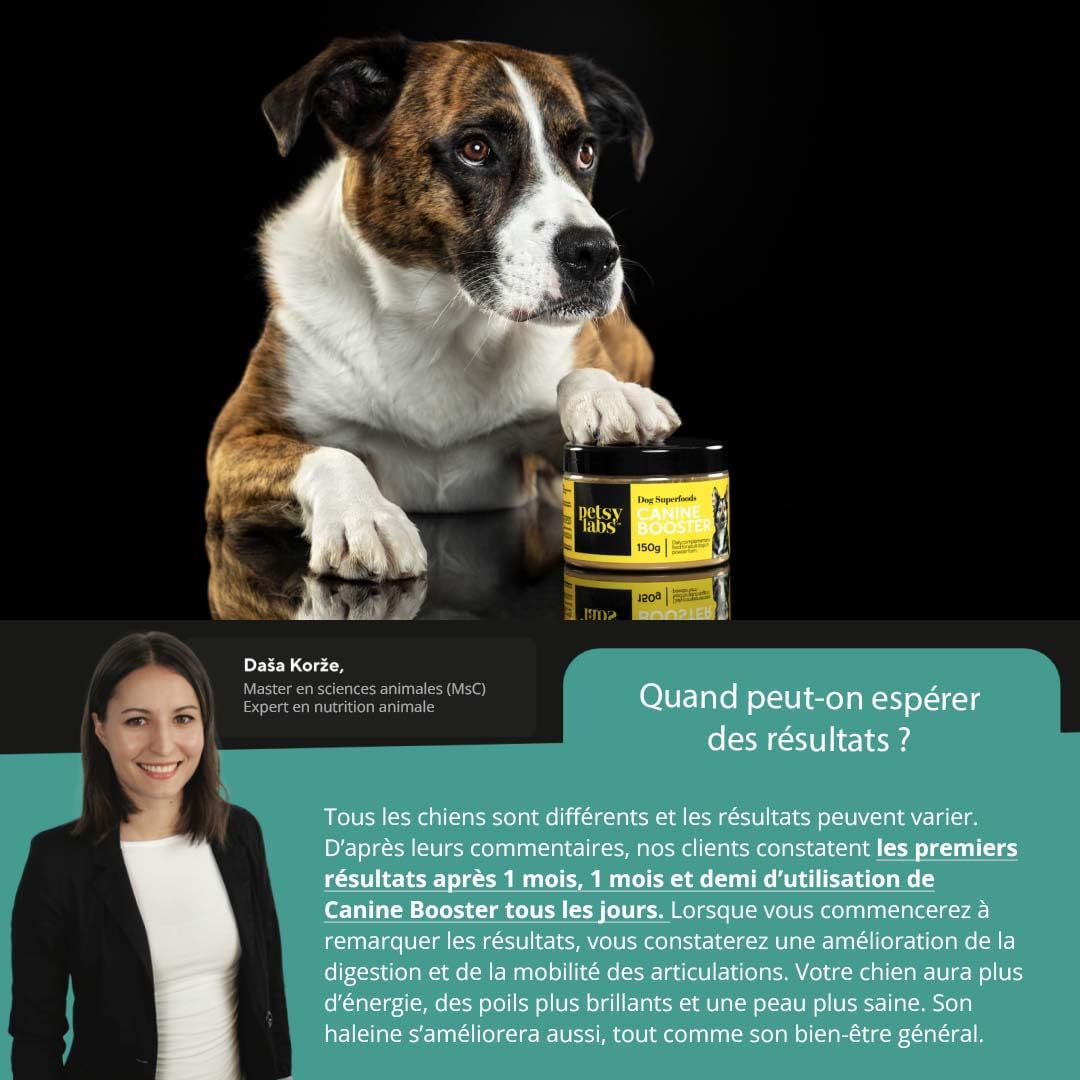 petsy
labs™
Dog Superfoods
CANINE
BOOSTER
150g
Daša Korže,
Master en sciences animales (MsC)
Expert en nutrition animale
Quand peut-on espérer
des résultats ?
Tous les chiens sont différents et les résultats peuvent varier.
D’après leurs commentaires, nos clients constatent les premiers
résultats après 1 mois, 1 mois et demi d’utilisation de
Canine Booster tous les jours. Lorsque vous commencerez à
remarquer les résultats, vous constaterez une amélioration de la
digestion et de la mobilité des articulations. Votre chien aura plus
d’énergie, des poils plus brillants et une peau plus saine. Son
haleine s’améliorera aussi, tout comme son bien-être général.